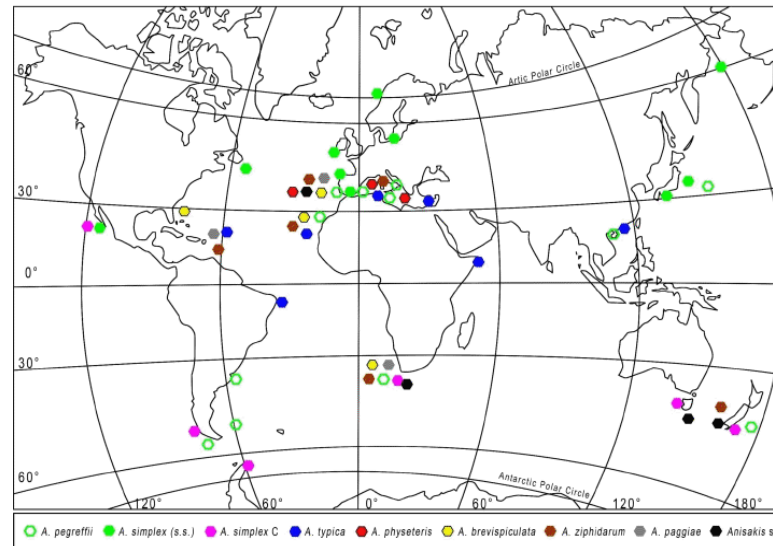 Artic Polar Circle
60°
30°
0°
30°
60°
Antarctic Polar Circle
120° 60° 0° 60° 120° 180°
A. pegreffii A. simplex (s.s.) A. simplex C A. typica A. physeteris A. brevispiculata A. ziphidarum A. paggiae Anisakis s